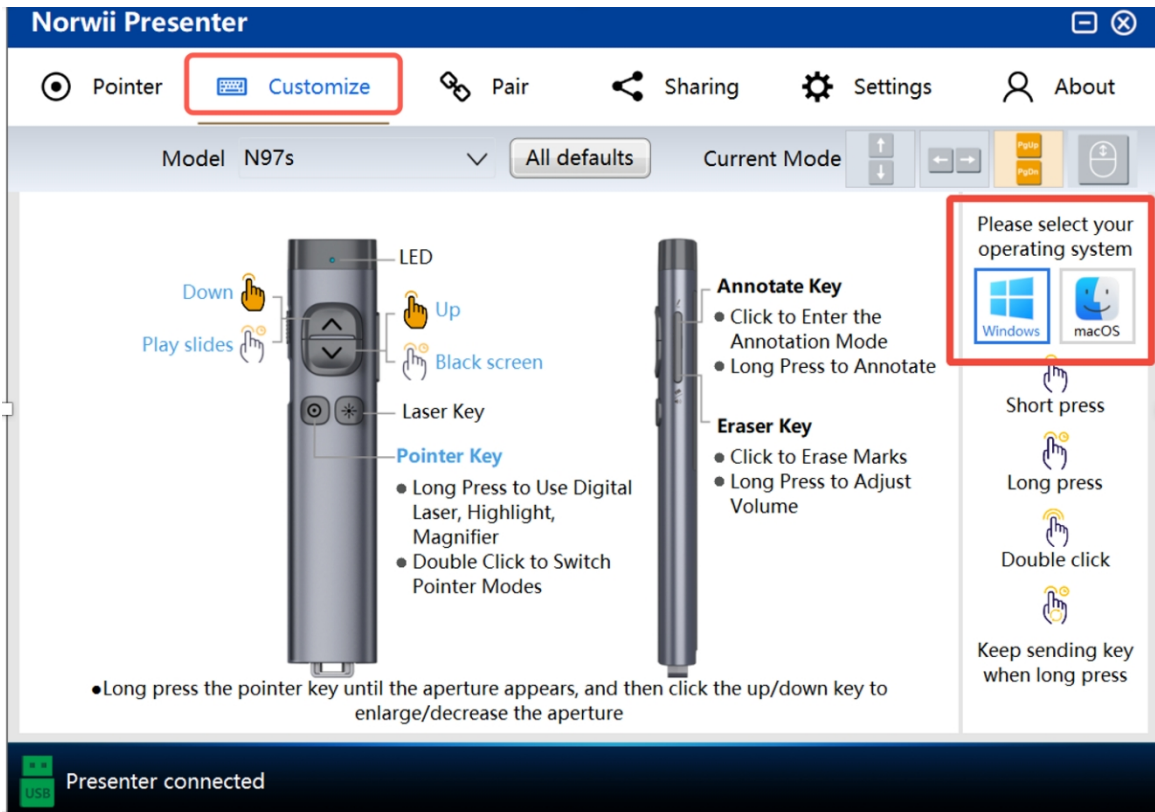 Norwii Presenter
Pointer
Customize
Pair
Sharing
Settings
About
Model N97s
All defaults
Current Mode
PgUp
PgDn
LED
Down
Play slides
Up
Black screen
Laser Key
Pointer Key
● Long Press to Use Digital
Laser, Highlight,
Magnifier
● Double Click to Switch
Pointer Modes
Annotate Key
● Click to Enter the
Annotation Mode
● Long Press to Annotate
Eraser Key
● Click to Erase Marks
● Long Press to Adjust
Volume
Please select your
operating system
Windows
macOS
Short press
Long press
Double click
Keep sending key
when long press
●Long press the pointer key until the aperture appears, and then click the up/down key to
enlarge/decrease the aperture
USB
Presenter connected